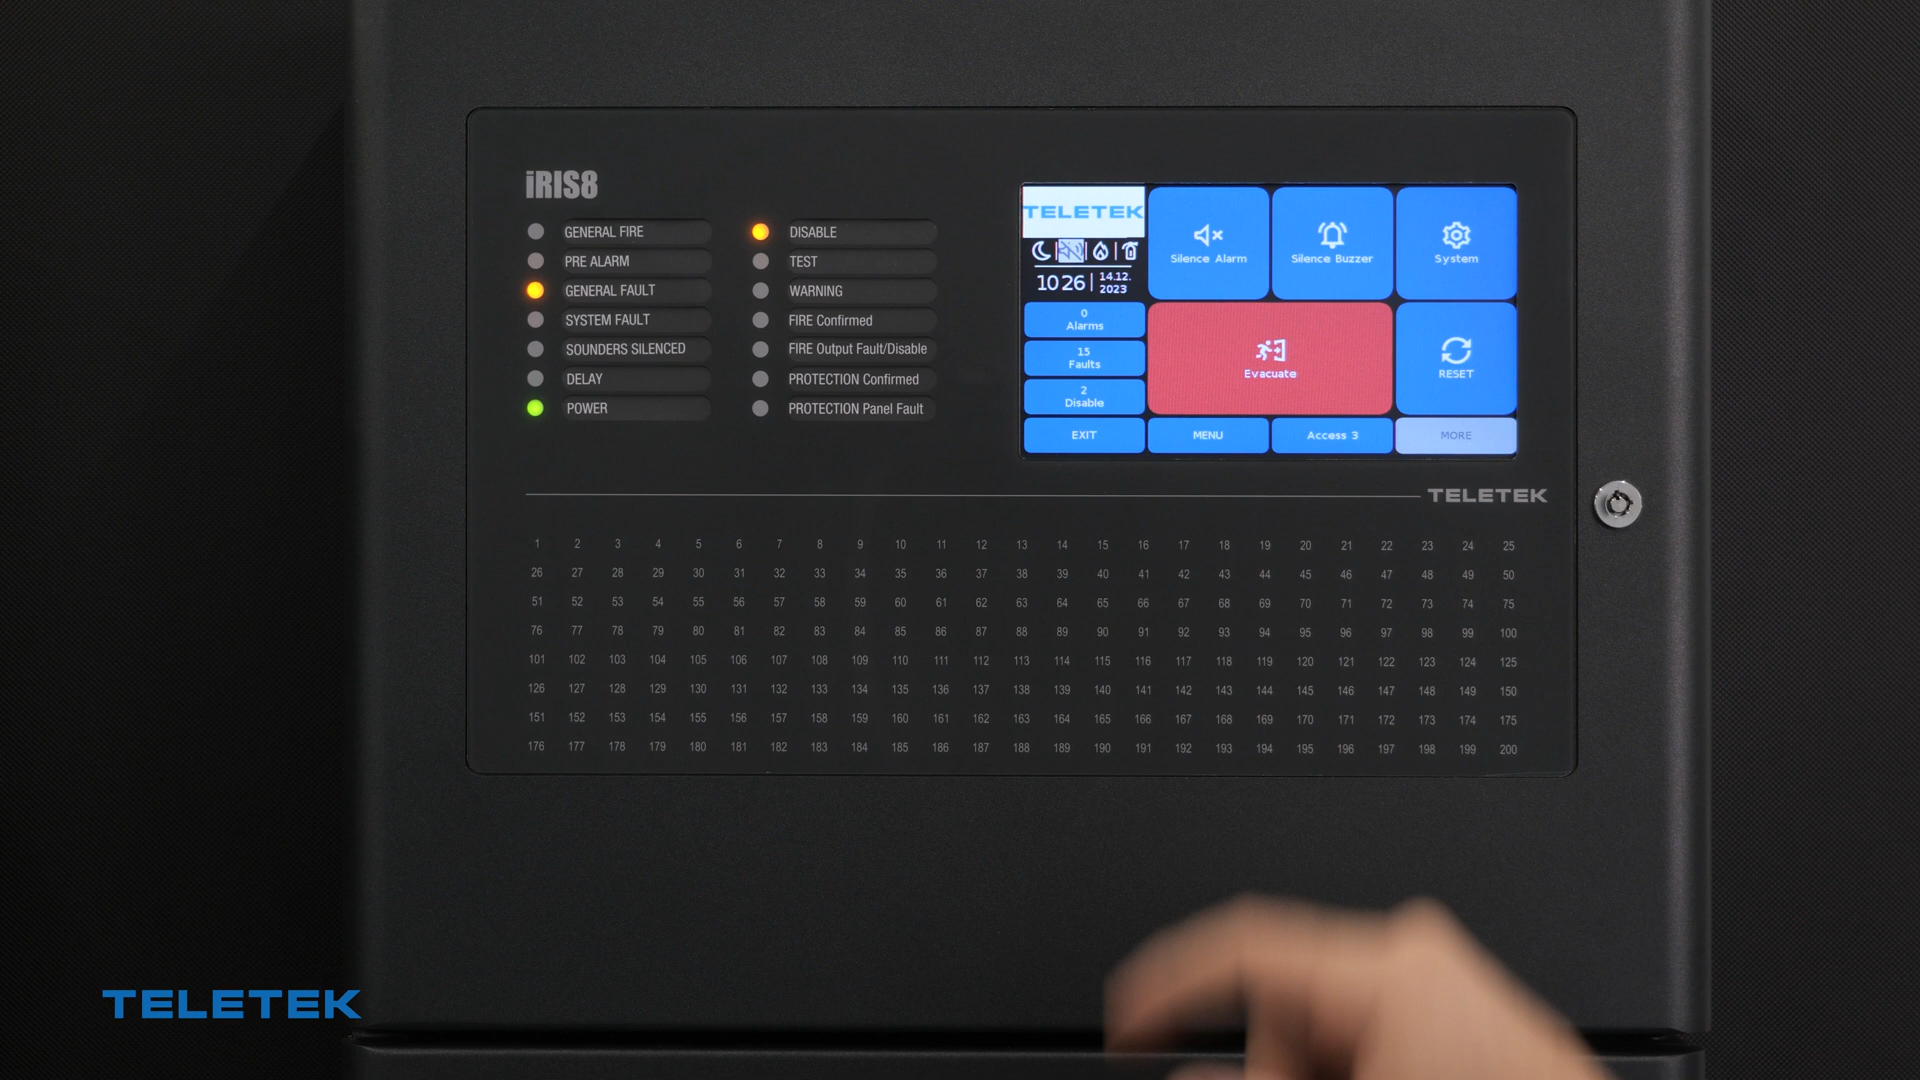 iRIS8
GENERAL FIRE
PRE ALARM
GENERAL FAULT
SYSTEM FAULT
SOUNDERS SILENCED
DELAY
POWER
DISABLE
TEST
WARNING
FIRE Confirmed
FIRE Output Fault/Disable
PROTECTION Confirmed
PROTECTION Panel Fault
TELETEK
10 26
14.12.
2023
0
Alarms
15
Faults
2
Disable
Silence Alarm
Silence Buzzer
System
Evacuate
RESET
EXIT
MENU
Access 3
MORE
TELETEK
1 2 3 4 5 6 7 8 9 10 11 12 13 14 15 16 17 18 19 20 21 22 23 24 25
26 27 28 29 30 31 32 33 34 35 36 37 38 39 40 41 42 43 44 45 46 47 48 49 50
51 52 53 54 55 56 57 58 59 60 61 62 63 64 65 66 67 68 69 70 71 72 73 74 75
76 77 78 79 80 81 82 83 84 85 86 87 88 89 90 91 92 93 94 95 96 97 98 99 100
101 102 103 104 105 106 107 108 109 110 111 112 113 114 115 116 117 118 119 120 121 122 123 124 125
126 127 128 129 130 131 132 133 134 135 136 137 138 139 140 141 142 143 144 145 146 147 148 149 150
151 152 153 154 155 156 157 158 159 160 161 162 163 164 165 166 167 168 169 170 171 172 173 174 175
176 177 178 179 180 181 182 183 184 185 186 187 188 189 190 191 192 193 194 195 196 197 198 199 200
TELETEK